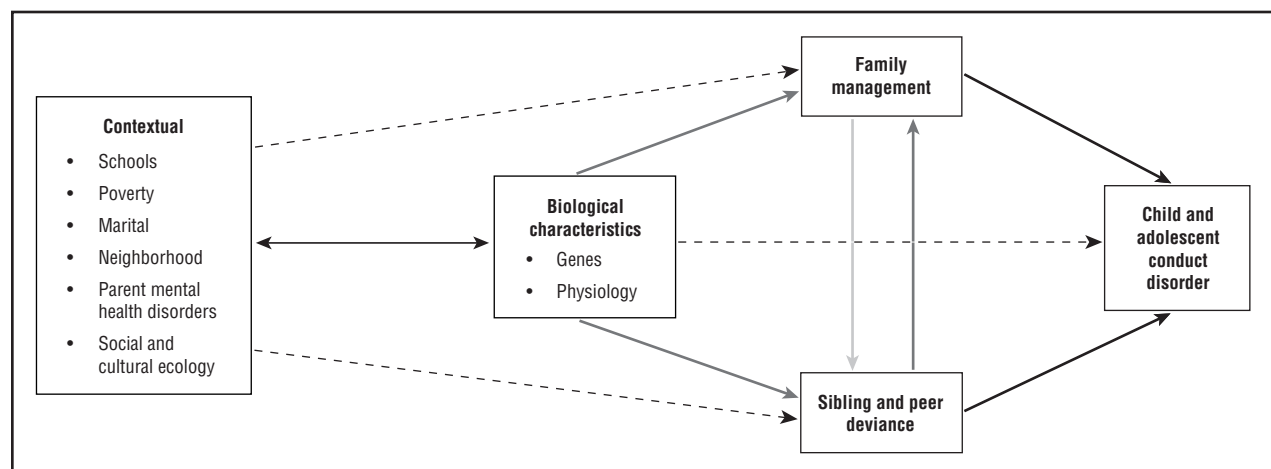 Contextual
• Schools
• Poverty
• Marital
• Neighborhood
• Parent mental
health disorders
• Social and
cultural ecology
Biological
characteristics
• Genes
• Physiology
Family
management
Sibling and peer
deviance
Child and
adolescent
conduct
disorder